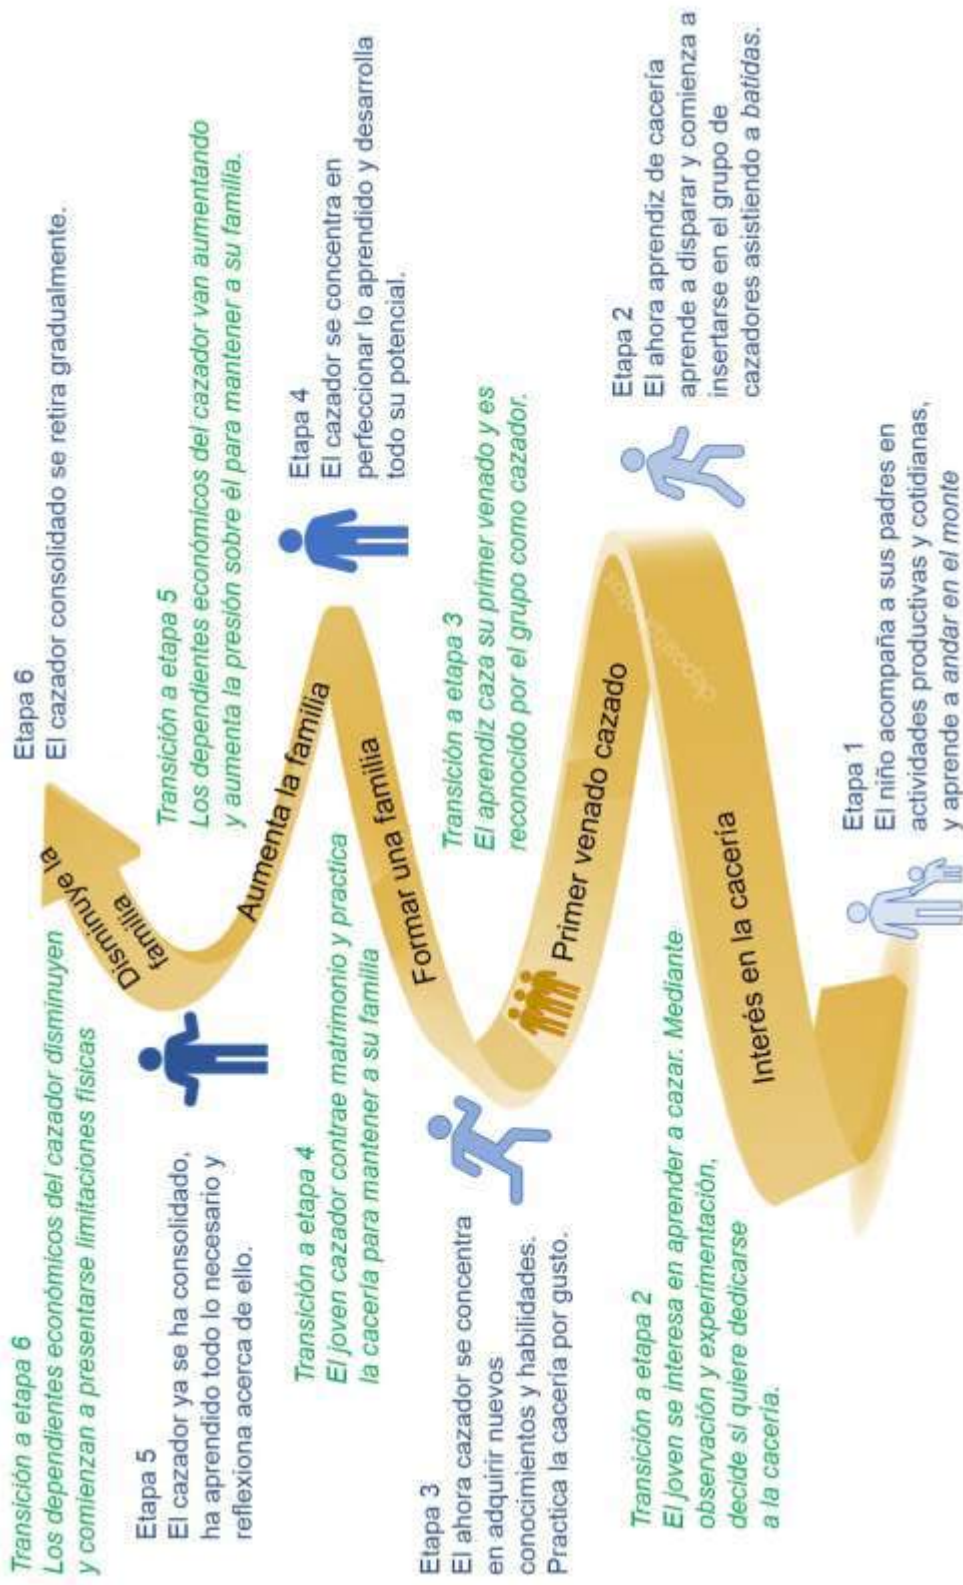 Transición a etapa 6
Los dependientes económicos del cazador disminuyen
y comienzan a presentarse limitaciones físicas
Etapa 6
El cazador consolidado se retira gradualmente.
Disminuye la
familia
Etapa 5
El cazador ya se ha consolidado,
ha aprendido todo lo necesario y
reflexiona acerca de ello.
Transición a etapa 5
Los dependientes económicos del cazador van aumentando
y aumenta la presión sobre él para mantener a su familia.
Aumenta la familia
Transición a etapa 4
El joven cazador contrae matrimonio y practica
la cacería para mantener a su familia
Etapa 4
El cazador se concentra en
perfeccionar lo aprendido y desarrolla
todo su potencial.
Formar una familia
Etapa 3
El ahora cazador se concentra
en adquirir nuevos
conocimientos y habilidades.
Practica la cacería por gusto.
Transición a etapa 3
El aprendiz caza su primer venado y es
reconocido por el grupo como cazador.
Primer venado cazado
Transición a etapa 2
El joven se interesa en aprender a cazar. Mediante
observación y experimentación,
decide si quiere dedicarse
a la cacería.
Etapa 2
El ahora aprendiz de cacería
aprende a disparar y comienza a
insertarse en el grupo de
cazadores asistiendo a batidas.
Interés en la cacería
Etapa 1
El niño acompaña a sus padres en
actividades productivas y cotidianas,
y aprende a andar en el monte